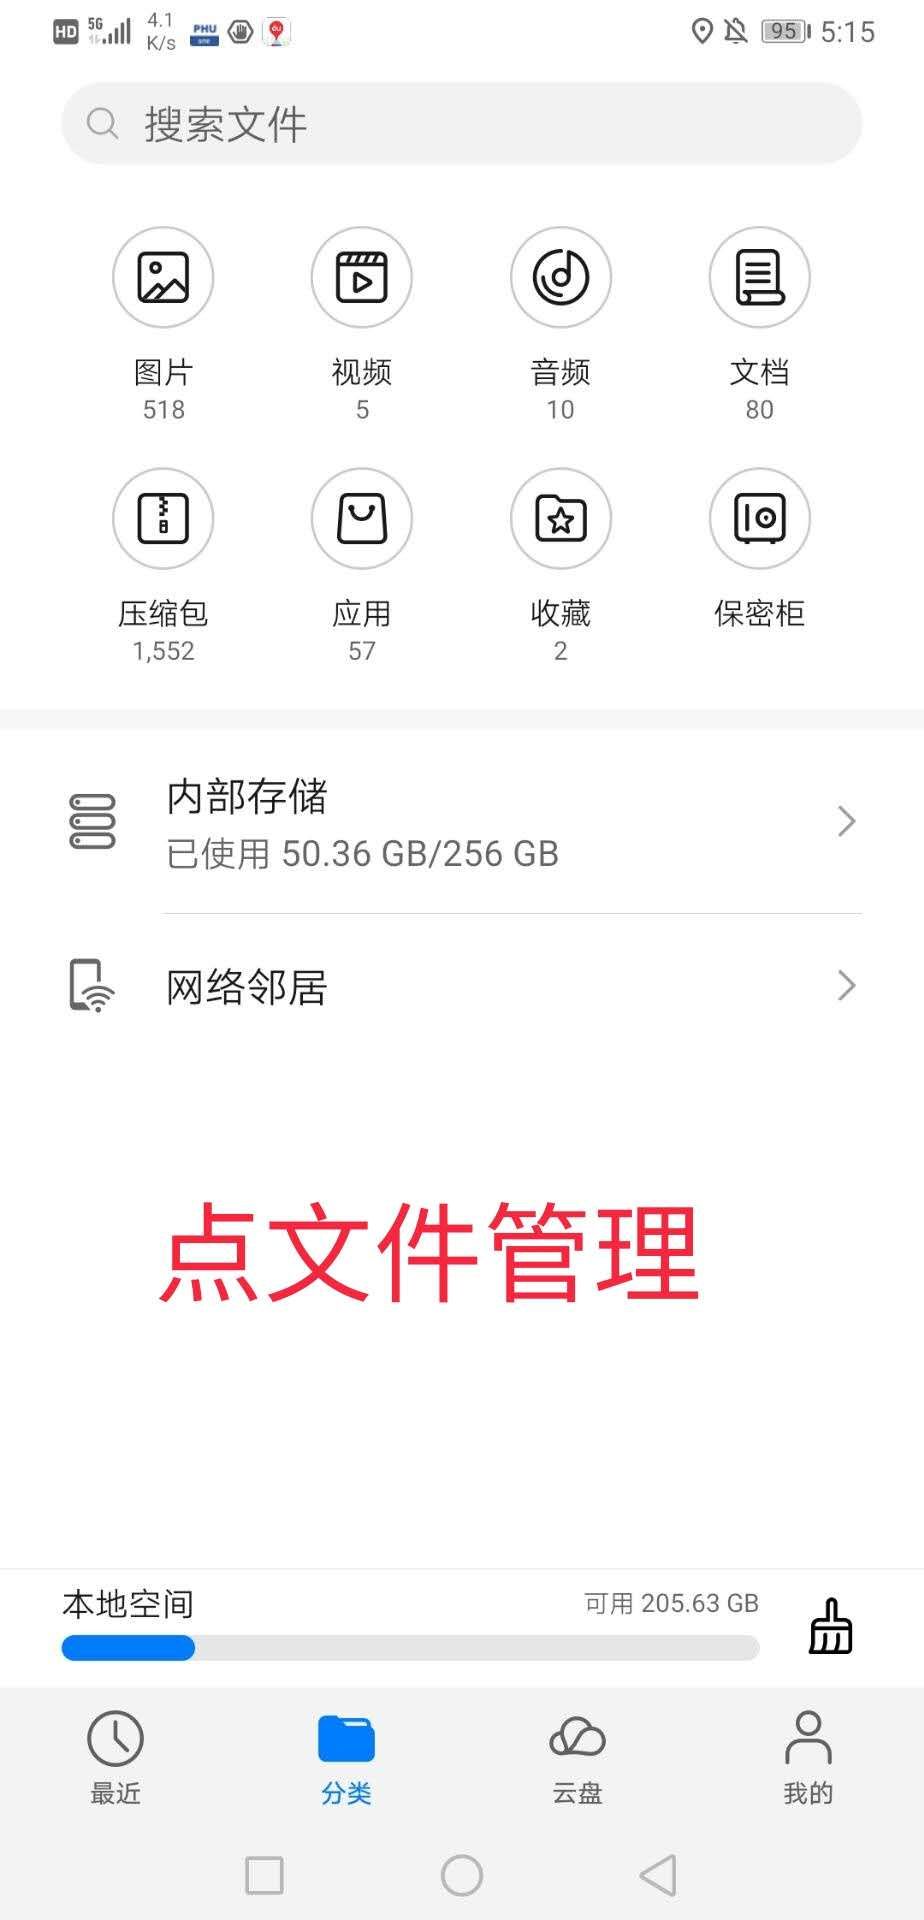 HD 5G 4.1 K/s PHU one 95 5:15
搜索文件
图片 视频 音频 文档
518 5 10 80
压缩包 应用 收藏 保密柜
1,552 57 2
内部存储
已使用 50.36 GB/256 GB
网络邻居
点文件管理
本地空间 可用 205.63 GB
最近 分类 云盘 我的